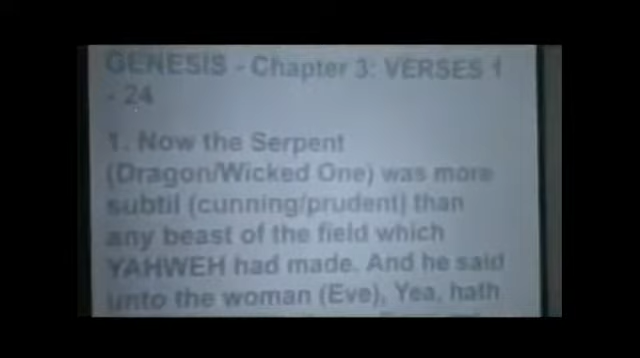 GENESIS - Chapter 3: VERSES 1
- 24
1. Now the Serpent
(Dragon/Wicked One) was more
subtil (cunning/prudent) than
any beast of the field which
YAHWEH had made. And he said
unto the woman (Eve), Yea, hath